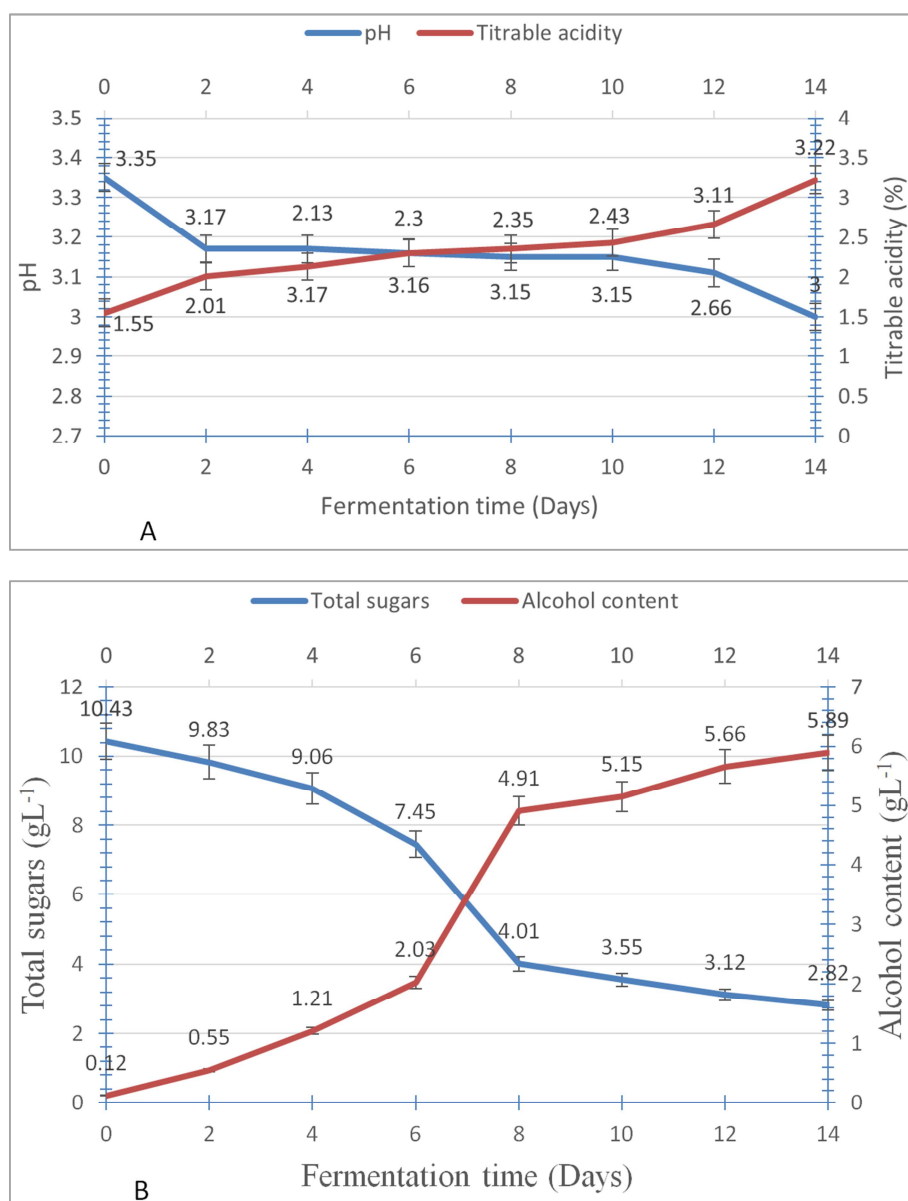 pH Titrable acidity
0 2 4 6 8 10 12 14
3.5 4
3.4 3.5
3.3 3
3.2 2.5
3.1 2
3 1.5
2.9 1
2.8 0.5
2.7 0
3.35 3.17 2.13 2.3 2.35 2.43 3.11 3.22
1.55 2.01 3.17 3.16 3.15 3.15 2.66 3
pH
Titrable acidity (%)
0 2 4 6 8 10 12 14
Fermentation time (Days)
A
Total sugars Alcohol content
0 2 4 6 8 10 12 14
12 7
10 6
8 5
6 4
4 3
2 2
0 1
0
10.43 9.83 9.06 7.45 4.91 5.15 5.66 5.89
0.12 0.55 1.21 2.03 4.01 3.55 3.12 2.82
Total sugars (gL⁻¹)
Alcohol content (gL⁻¹)
0 2 4 6 8 10 12 14
Fermentation time (Days)
B